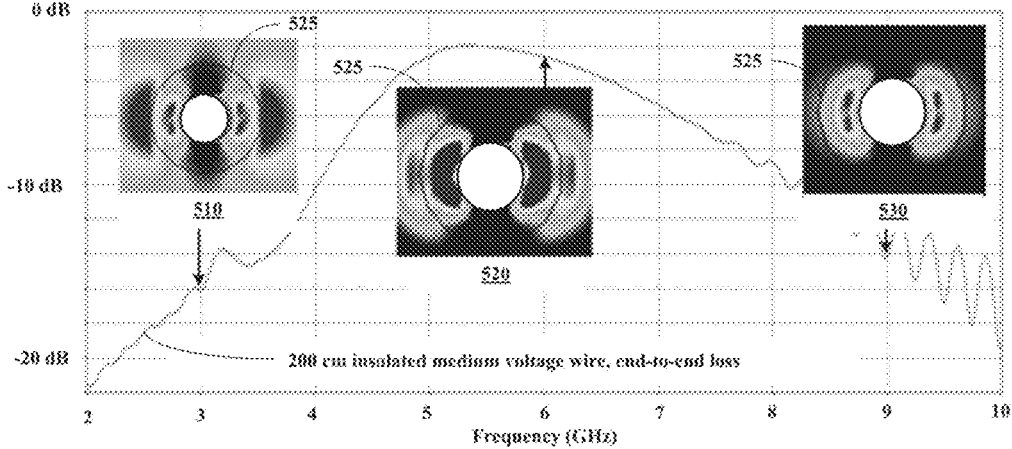 0 dB
525
525
525
-10 dB
510
530
520
-20 dB
200 cm insulated medium voltage wire, end-to-end loss
2 3 4 5 6 7 8 9 10
Frequency (GHz)